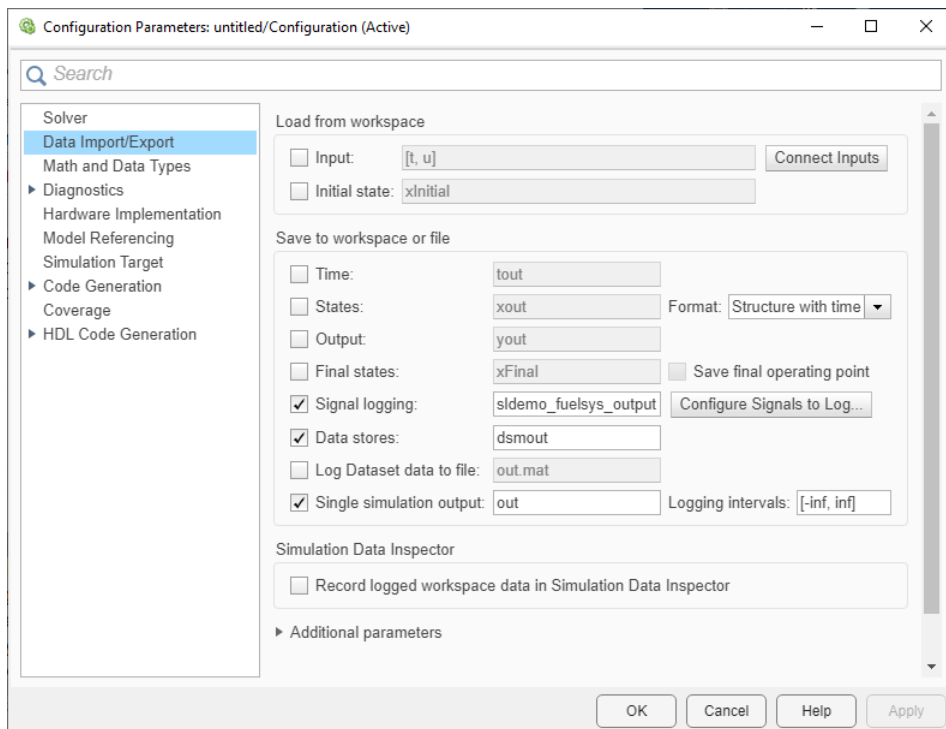 Configuration Parameters: untitled/Configuration (Active)
Search
Solver
Data Import/Export
Math and Data Types
Diagnostics
Hardware Implementation
Model Referencing
Simulation Target
Code Generation
Coverage
HDL Code Generation
Load from workspace
Input: [t, u] Connect Inputs
Initial state: xInitial
Save to workspace or file
Time: tout
States: xout Format: Structure with time
Output: yout
Final states: xFinal Save final operating point
Signal logging: sldemo_fuelsys_output Configure Signals to Log...
Data stores: dsmout
Log Dataset data to file: out.mat
Single simulation output: out Logging intervals: [-inf, inf]
Simulation Data Inspector
Record logged workspace data in Simulation Data Inspector
Additional parameters
OK Cancel Help Apply